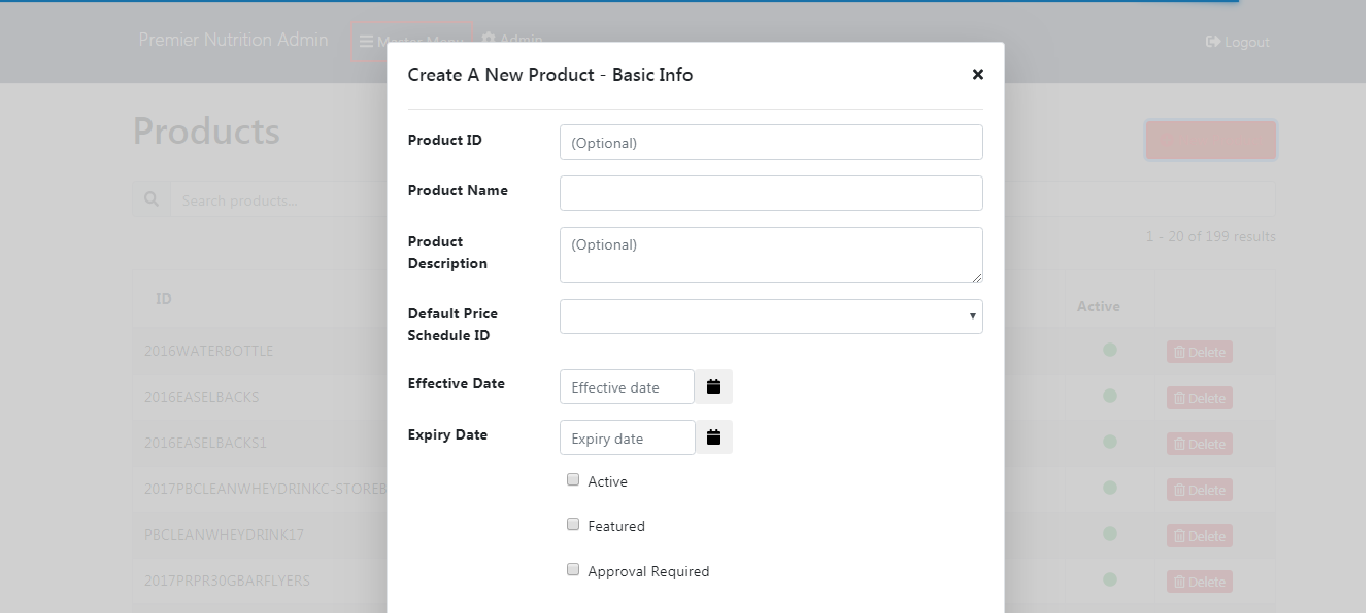 Premier Nutrition Admin
Master Menu
Admin
Logout
Create A New Product - Basic Info
Products
Product ID
(Optional)
Product Name
Search products...
1 - 20 of 199 results
Product
Description
(Optional)
ID
Active
Default Price
Schedule ID
2016WATERBOTTLE
Delete
Effective Date
Effective date
2016EASELBACKS
Delete
Expiry Date
Expiry date
2016EASELBACKS1
Delete
Active
2017PBCLEANWHEYDRINKC-STOREB
Delete
Featured
PBCLEANWHEYDRINK17
Delete
Approval Required
2017PRPR30GBARFLYERS
Delete